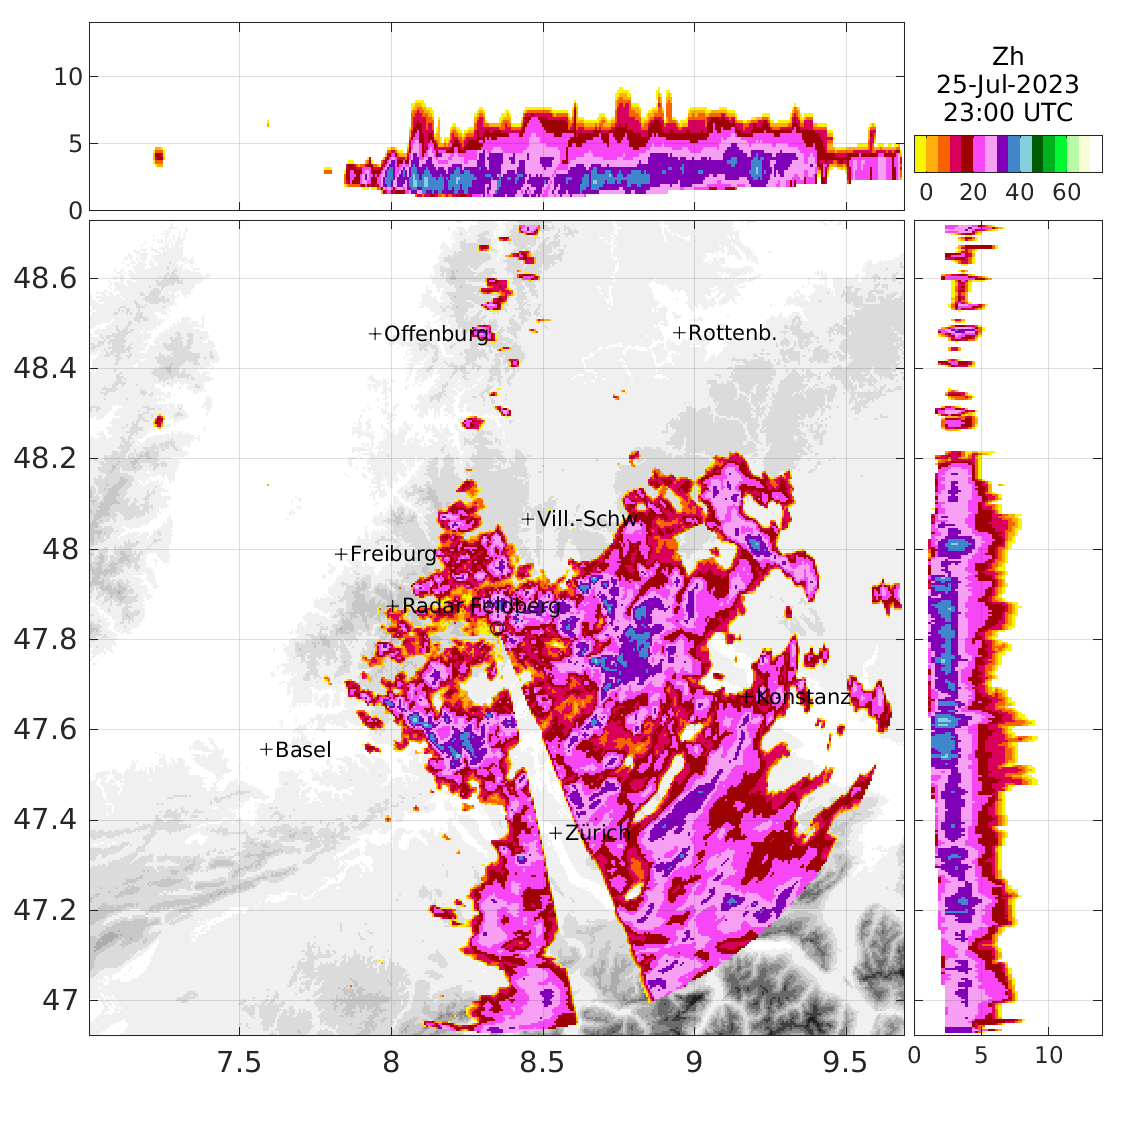 10
5
0
Zh
25-Jul-2023
23:00 UTC
0 20 40 60
48.6
48.4
48.2
48
47.8
47.6
47.4
47.2
47
+Offenburg
+Rottenb.
+Vill.-Schw.
+Freiburg
+Radar Feldberg
+Konstanz
+Basel
+Zürich
7.5 8 8.5 9 9.5
0 5 10